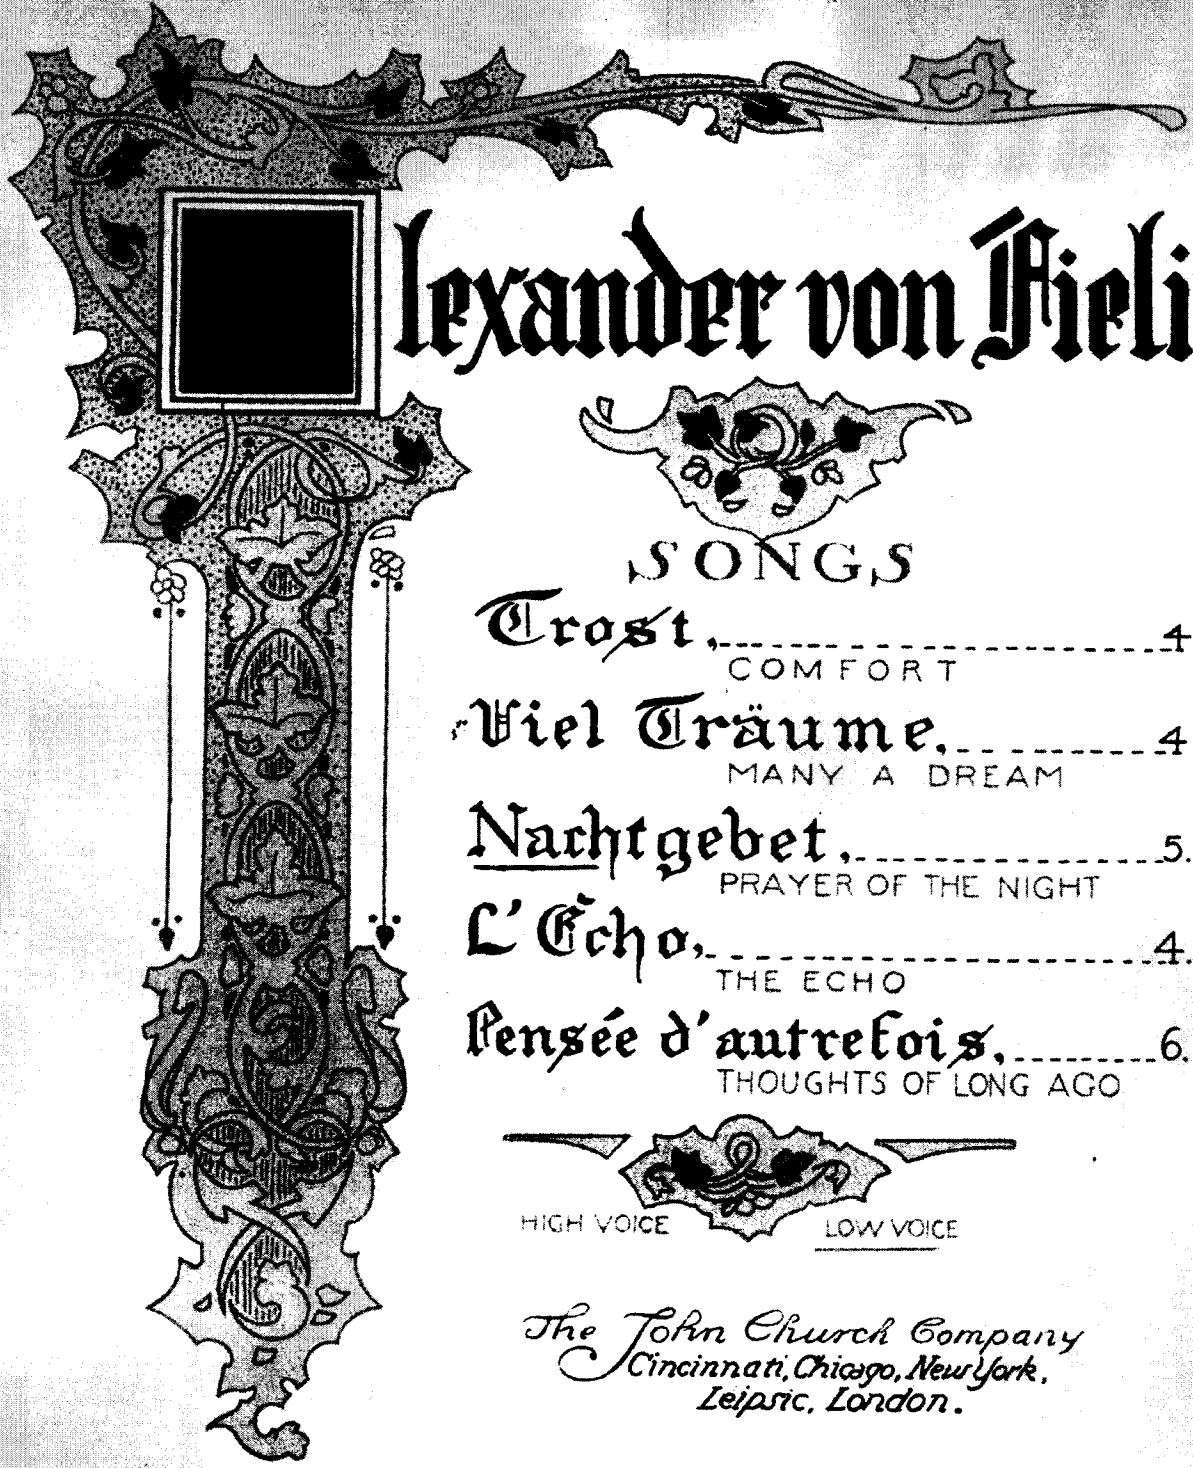 lexander von Fieli
SONGS
Trost, 4
COMFORT
Viel Träume, 4
MANY A DREAM
Nachtgebet, 5.
PRAYER OF THE NIGHT
L'Écho, 4.
THE ECHO
Pensée d'autrefois, 6.
THOUGHTS OF LONG AGO
HIGH VOICE LOW VOICE
The John Church Company
Cincinnati, Chicago, New York,
Leipsic, London.